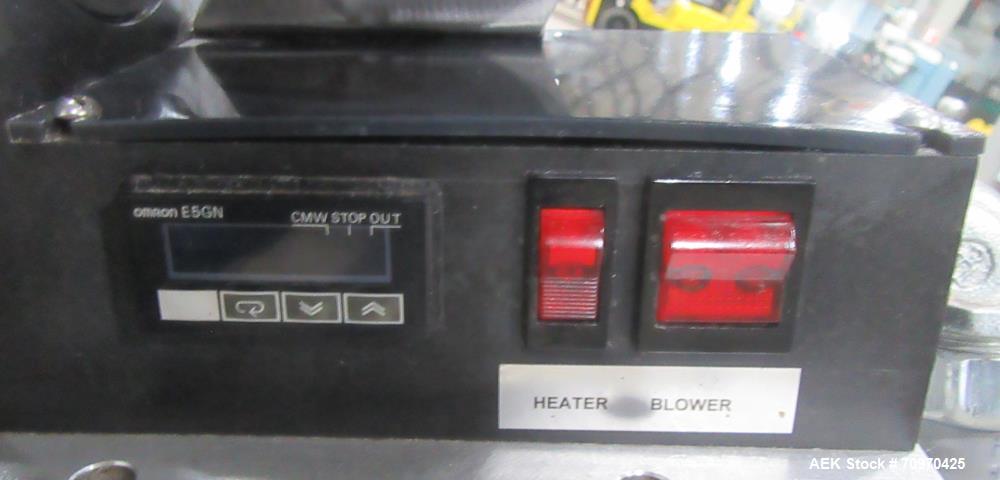 omron E5GN
CMW STOP OUT
HEATER BLOWER
AEK Stock # 70970425